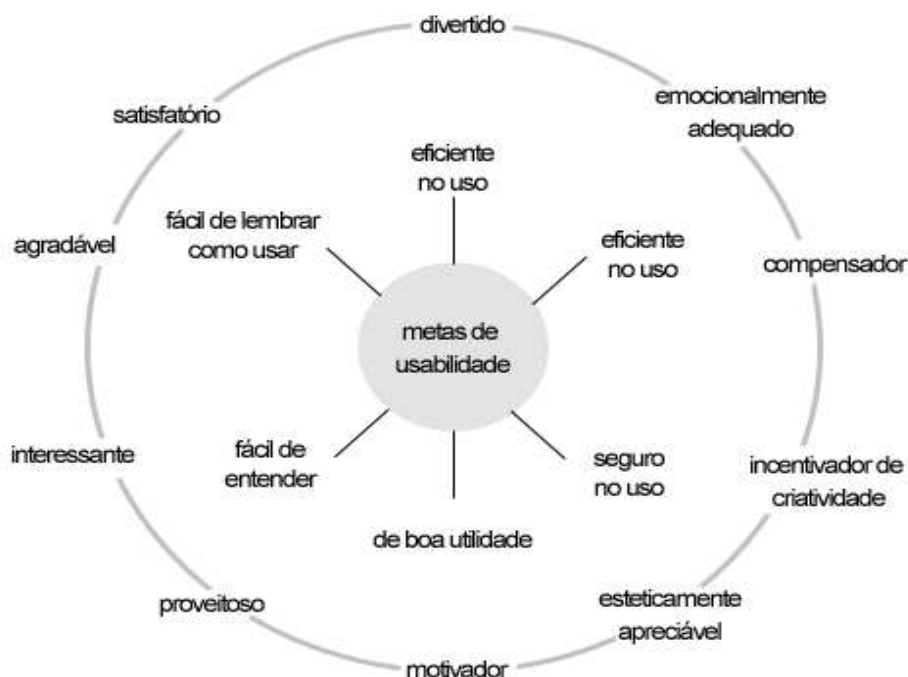 divertido
emocionalmente
adequado
satisfatório
eficiente
no uso
fácil de lembrar
como usar
eficiente
no uso
agradável
compensador
metas de
usabilidade
interessante
fácil de
entender
seguro
no uso
incentivador de
criatividade
de boa utilidade
proveitoso
esteticamente
apreciável
motivador